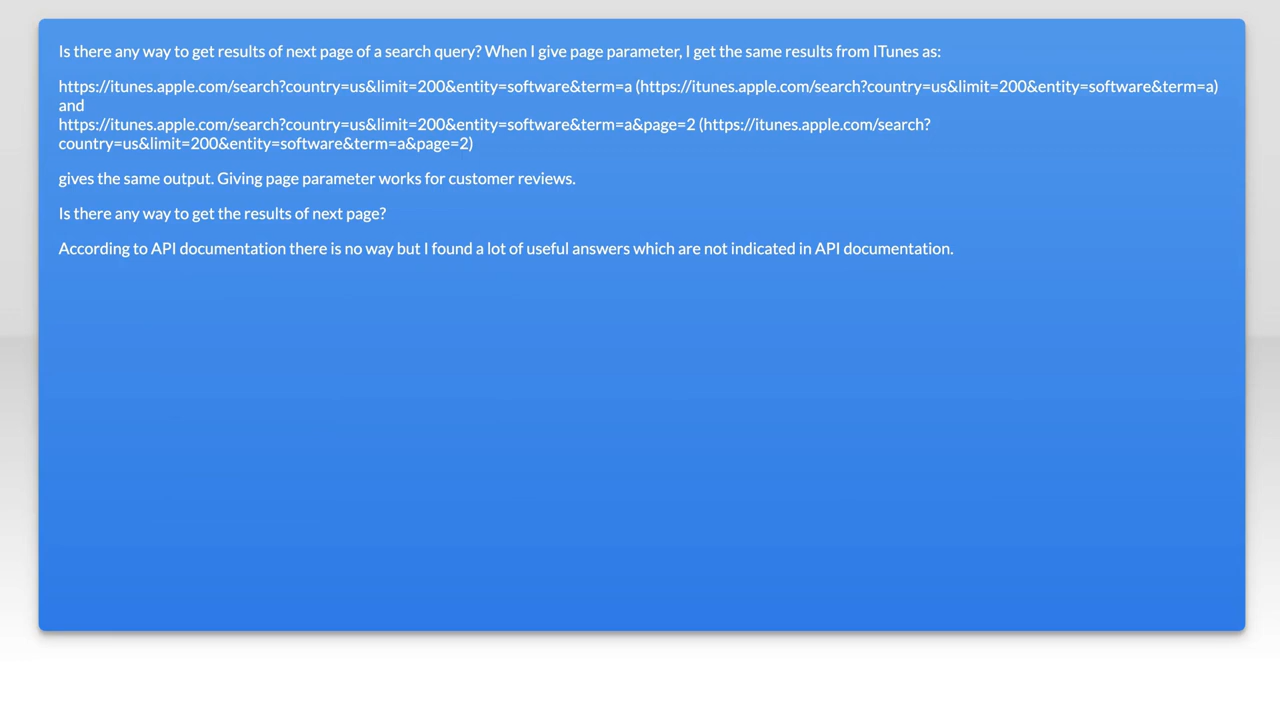 Is there any way to get results of next page of a search query? When I give page parameter, I get the same results from ITunes as:
https://itunes.apple.com/search?country=us&limit=200&entity=software&term=a (https://itunes.apple.com/search?country=us&limit=200&entity=software&term=a)
and
https://itunes.apple.com/search?country=us&limit=200&entity=software&term=a&page=2 (https://itunes.apple.com/search?
country=us&limit=200&entity=software&term=a&page=2)
gives the same output. Giving page parameter works for customer reviews.
Is there any way to get the results of next page?
According to API documentation there is no way but I found a lot of useful answers which are not indicated in API documentation.